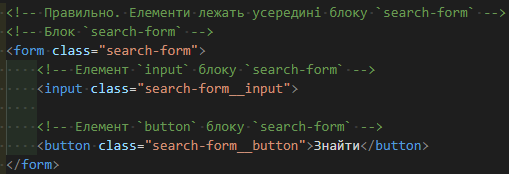 <!-- Правильно. Елементи лежать усередині блоку `search-form` -->
<!-- Блок `search-form` -->
<form class="search-form">
    <!-- Елемент `input` блоку `search-form` -->
    <input class="search-form__input">

    <!-- Елемент `button` блоку `search-form` -->
    <button class="search-form__button">Знайти</button>
</form>